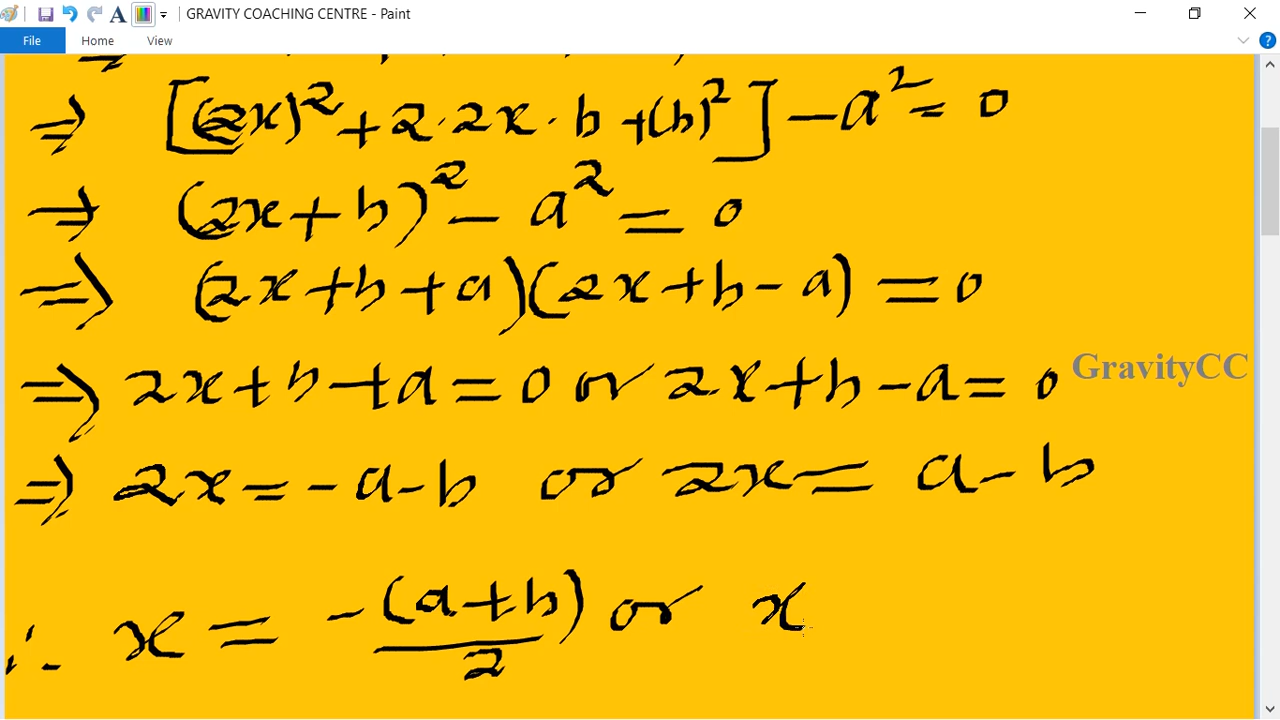 GRAVITY COACHING CENTRE - Paint
File Home View
⇒ [(2x)² + 2·2x·b + (b)²] - a² = 0
⇒ (2x+b)² - a² = 0
⇒ (2x+b+a)(2x+b-a) = 0
⇒ 2x+b+a=0 or 2x+b-a=0
GravityCC
⇒ 2x=-a-b or 2x= a-b
∴ x = -(a+b)/2 or x